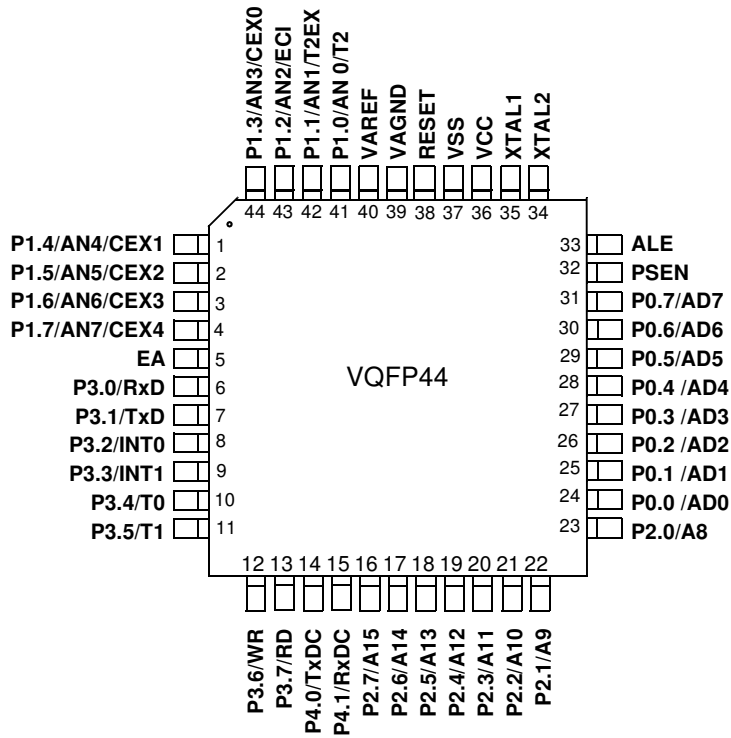 P1.3/AN3/CEX0
P1.2/AN2/ECI
P1.1/AN1/T2EX
P1.0/AN 0/T2
VAREF
VAGND
RESET
VSS
VCC
XTAL1
XTAL2
44 43 42 41 40 39 38 37 36 35 34
P1.4/AN4/CEX1 1
P1.5/AN5/CEX2 2
P1.6/AN6/CEX3 3
P1.7/AN7/CEX4 4
EA 5
P3.0/RxD 6
P3.1/TxD 7
P3.2/INT0 8
P3.3/INT1 9
P3.4/T0 10
P3.5/T1 11
VQFP44
33 ALE
32 PSEN
31 P0.7/AD7
30 P0.6/AD6
29 P0.5/AD5
28 P0.4 /AD4
27 P0.3 /AD3
26 P0.2 /AD2
25 P0.1 /AD1
24 P0.0 /AD0
23 P2.0/A8
12 13 14 15 16 17 18 19 20 21 22
P3.6/WR
P3.7/RD
P4.0/TxDC
P4.1/RxDC
P2.7/A15
P2.6/A14
P2.5/A13
P2.4/A12
P2.3/A11
P2.2/A10
P2.1/A9